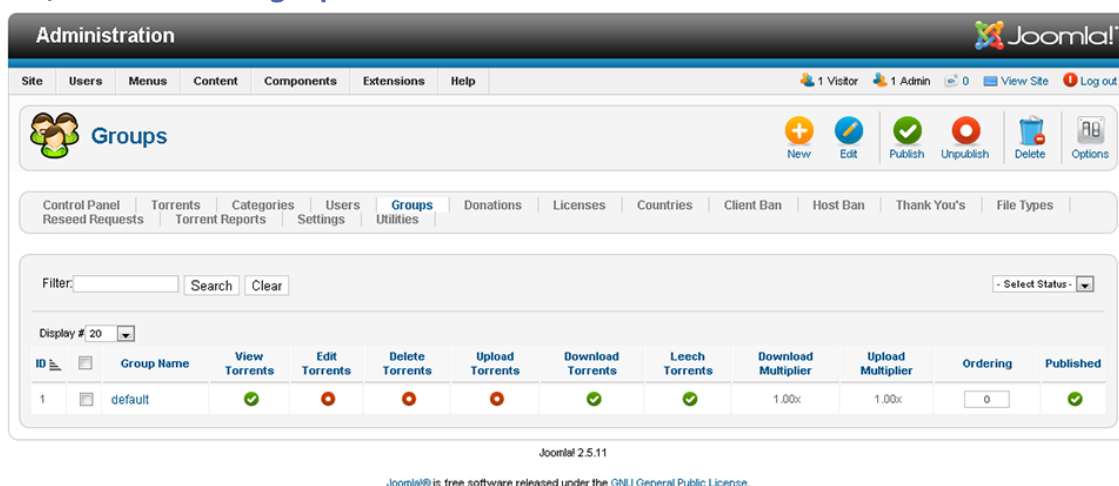 Administration
Joomla!
Site Users Menus Content Components Extensions Help 1 Visitor 1 Admin 0 View Site Log out
Groups
New Edit Publish Unpublish Delete Options
Control Panel Torrents Categories Users Groups Donations Licenses Countries Client Ban Host Ban Thank You's File Types
Reseed Requests Torrent Reports Settings Utilities
Filter: Search Clear - Select Status -
Display # 20
ID Group Name View Torrents Edit Torrents Delete Torrents Upload Torrents Download Torrents Leech Torrents Download Multiplier Upload Multiplier Ordering Published
1 default 1.00x 1.00x 0
Joomla! 2.5.11
Joomla!® is free software released under the GNU General Public License.